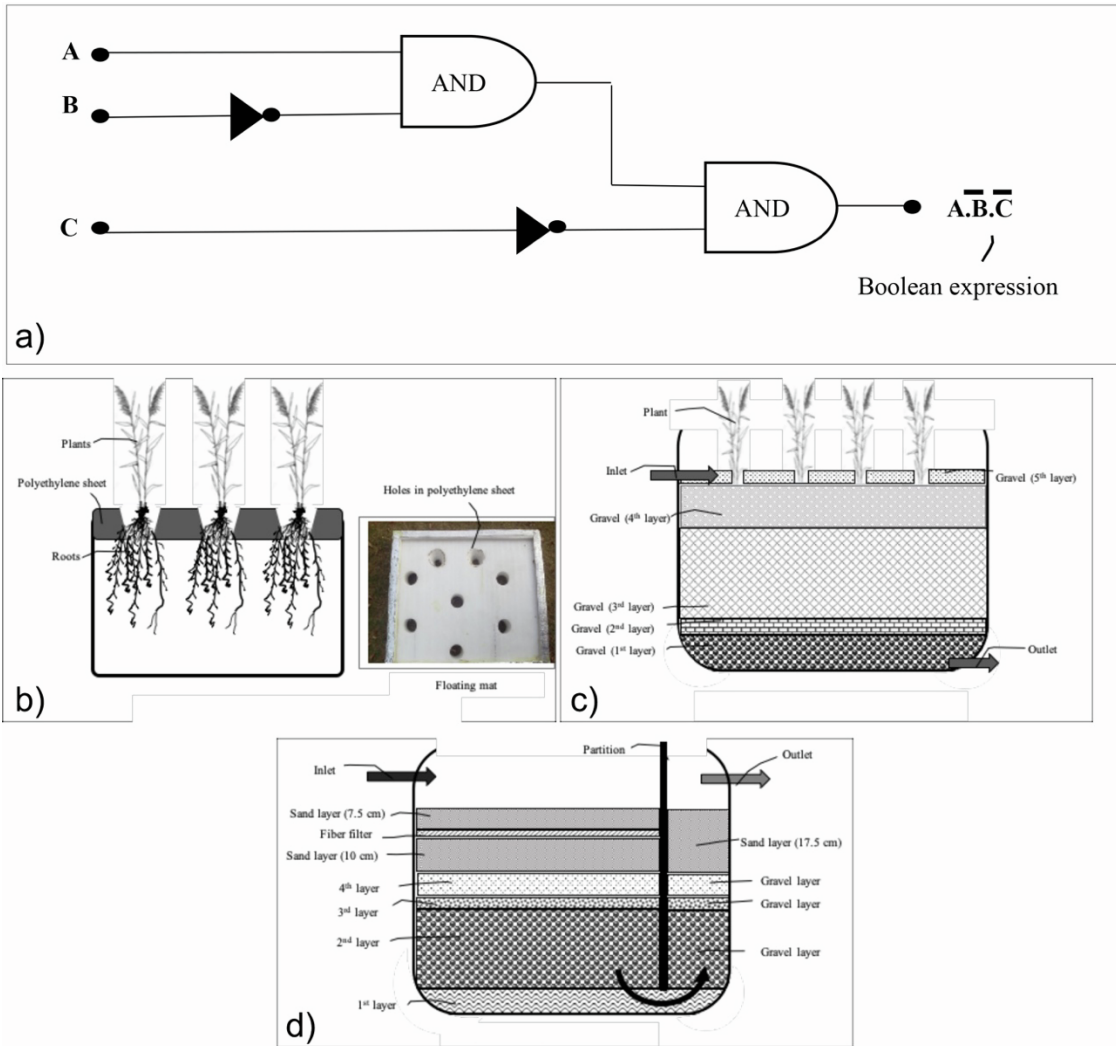 A
B
C
AND
AND
A.B̅.C̅
Boolean expression
a)
Plants
Polyethylene sheet
Roots
Holes in polyethylene sheet
Floating mat
b)
Plant
Inlet
Gravel (5th layer)
Gravel (4th layer)
Gravel (3rd layer)
Gravel (2nd layer)
Gravel (1st layer)
Outlet
c)
Partition
Inlet
Outlet
Sand layer (7.5 cm)
Fiber filter
Sand layer (10 cm)
Sand layer (17.5 cm)
4th layer
Gravel layer
3rd layer
Gravel layer
2nd layer
Gravel layer
1st layer
d)